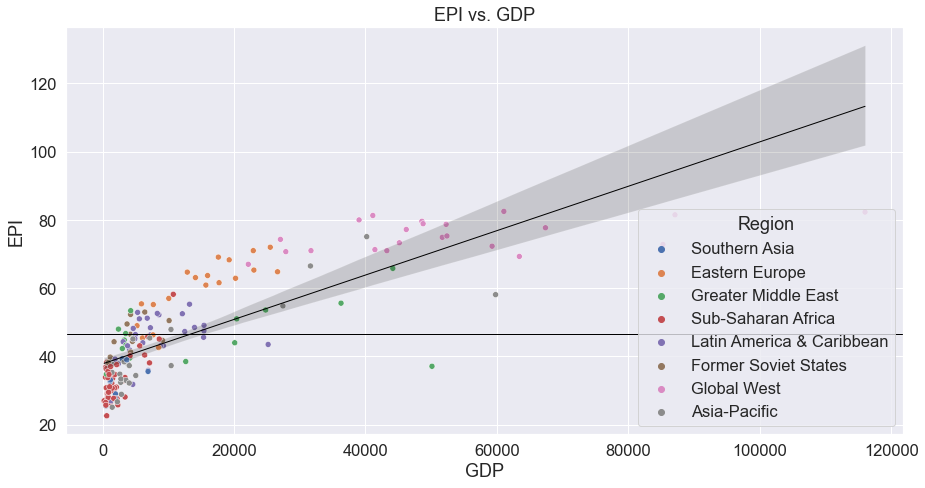 EPI vs. GDP
EPI
120
100
80
60
40
20
Region
Southern Asia
Eastern Europe
Greater Middle East
Sub-Saharan Africa
Latin America & Caribbean
Former Soviet States
Global West
Asia-Pacific
0
20000
40000
60000
80000
100000
120000
GDP